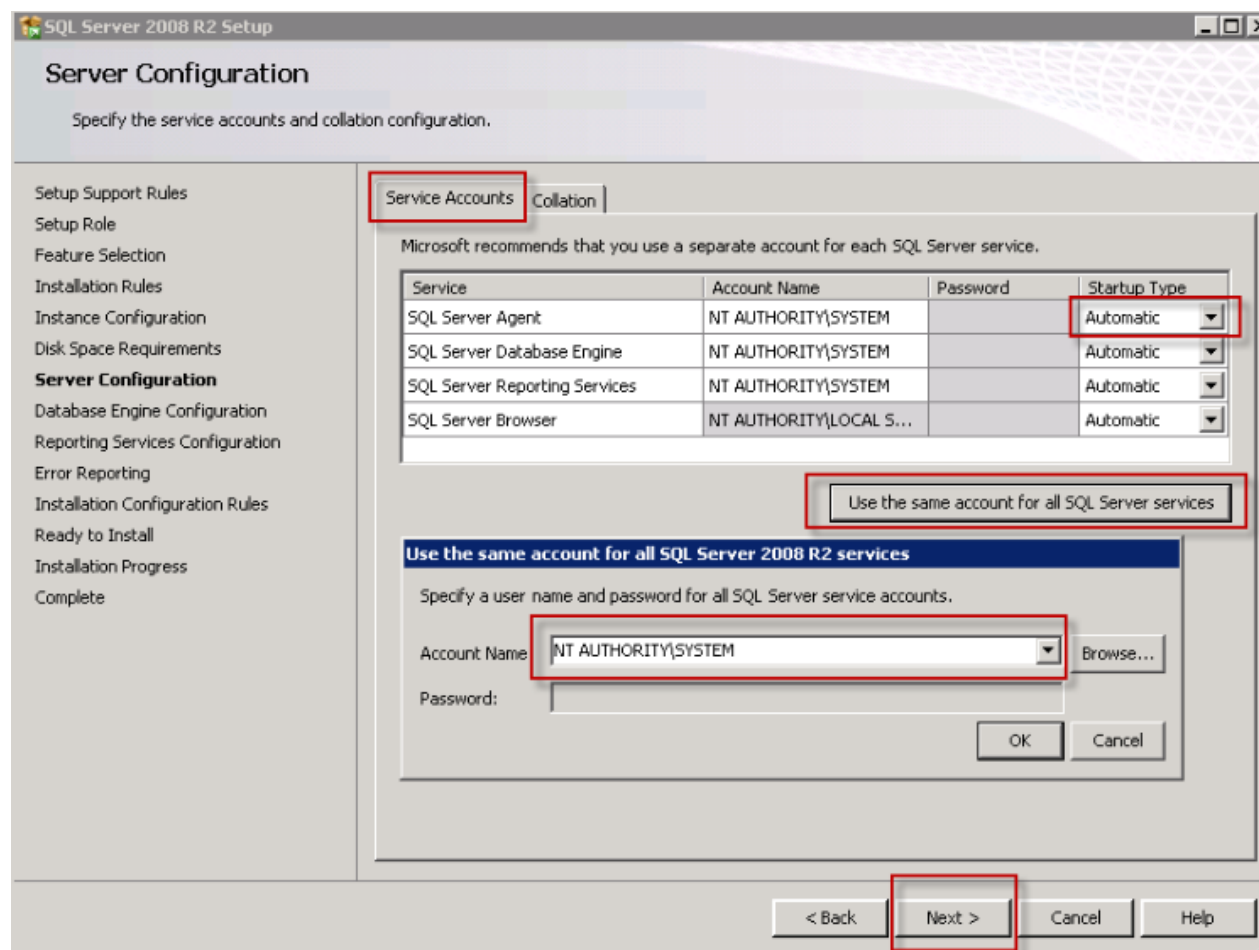 SQL Server 2008 R2 Setup
Server Configuration
Specify the service accounts and collation configuration.
Setup Support Rules
Setup Role
Feature Selection
Installation Rules
Instance Configuration
Disk Space Requirements
Server Configuration
Database Engine Configuration
Reporting Services Configuration
Error Reporting
Installation Configuration Rules
Ready to Install
Installation Progress
Complete
Service Accounts Collation
Microsoft recommends that you use a separate account for each SQL Server service.
Service Account Name Password Startup Type
SQL Server Agent NT AUTHORITY\SYSTEM Automatic
SQL Server Database Engine NT AUTHORITY\SYSTEM Automatic
SQL Server Reporting Services NT AUTHORITY\SYSTEM Automatic
SQL Server Browser NT AUTHORITY\LOCAL S... Automatic
Use the same account for all SQL Server services
Use the same account for all SQL Server 2008 R2 services
Specify a user name and password for all SQL Server service accounts.
Account Name NT AUTHORITY\SYSTEM Browse...
Password:
OK Cancel
< Back Next > Cancel Help